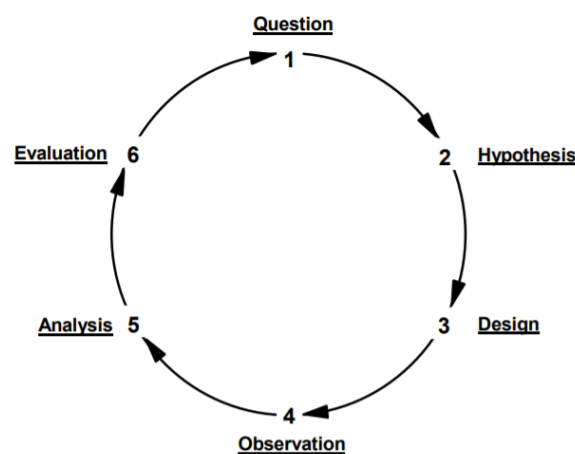 Question
1
2 Hypothesis
3 Design
4
Observation
Analysis 5
Evaluation 6